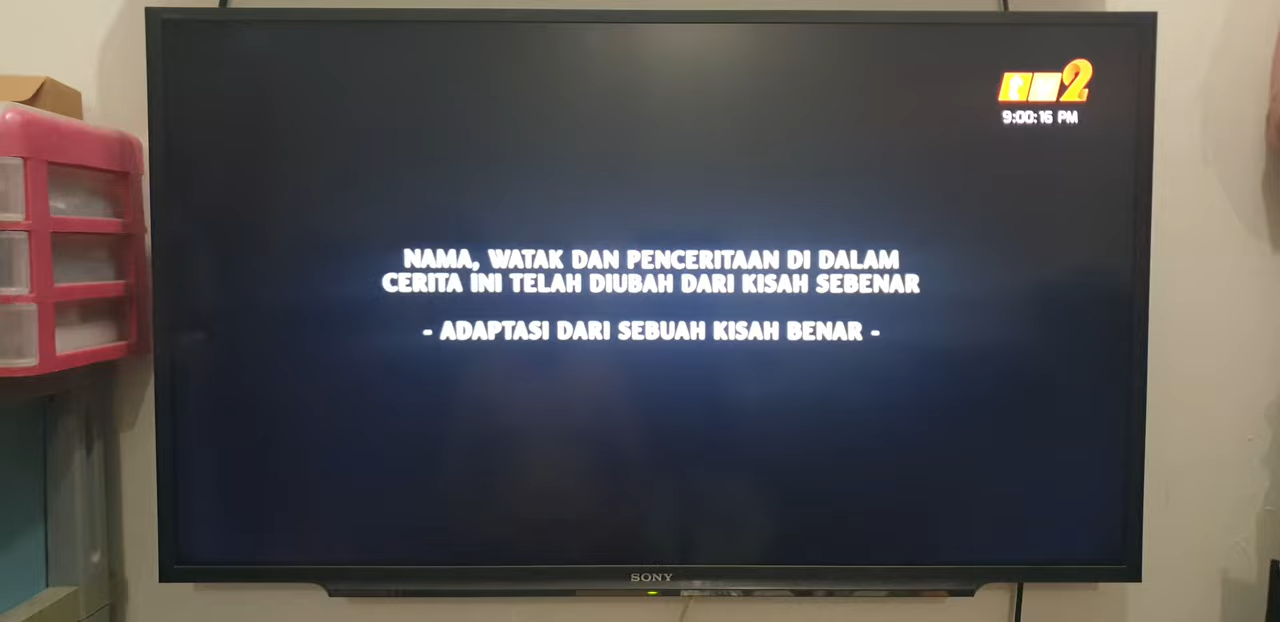 tv2
9:00:16 PM
NAMA, WATAK DAN PENCERITAAN DI DALAM
CERITA INI TELAH DIUBAH DARI KISAH SEBENAR
- ADAPTASI DARI SEBUAH KISAH BENAR -
SONY